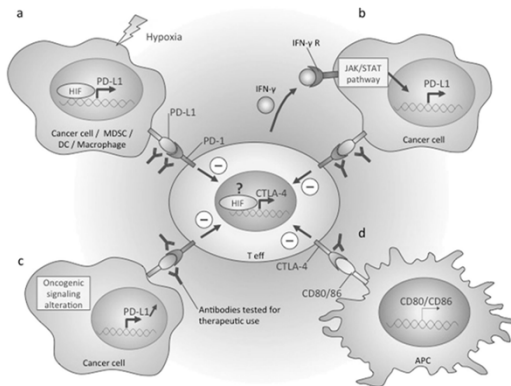 a
Hypoxia
HIF
PD-L1
Cancer cell / MDSC /
DC / Macrophage
PD-L1
PD-1
b
IFN-γ R
IFN-γ
JAK/STAT
pathway
PD-L1
Cancer cell
?
HIF
CTLA-4
T eff
c
Oncogenic
signaling
alteration
PD-L1
Cancer cell
Antibodies tested for
therapeutic use
d
CTLA-4
CD80/86
CD80/CD86
APC